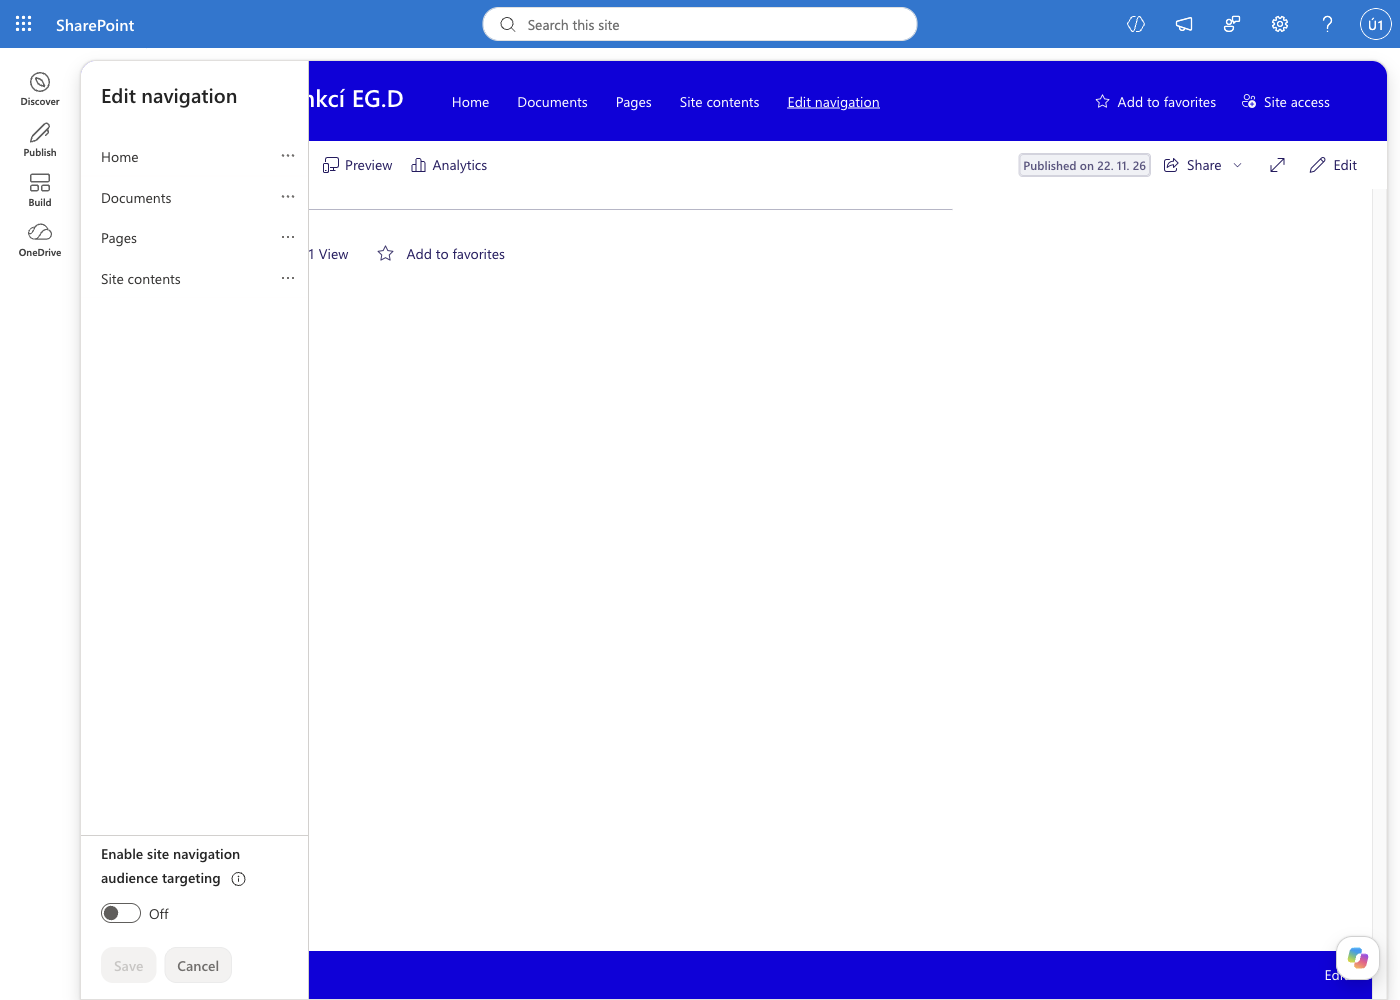 SharePoint
Search this site
Ú1
Discover
Publish
Build
OneDrive
Edit navigation
Home
Documents
Pages
Site contents
Enable site navigation
audience targeting
Off
Save
Cancel
EG.D
Home
Documents
Pages
Site contents
Edit navigation
Add to favorites
Site access
Preview
Analytics
Published on 22. 11. 26
Share
Edit
1 View
Add to favorites